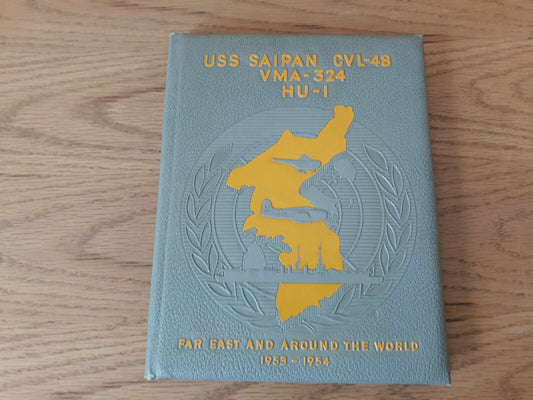 USS SAIPAN CVL-48
VMA-324
HU-1
FAR EAST AND AROUND THE WORLD
1953-1954